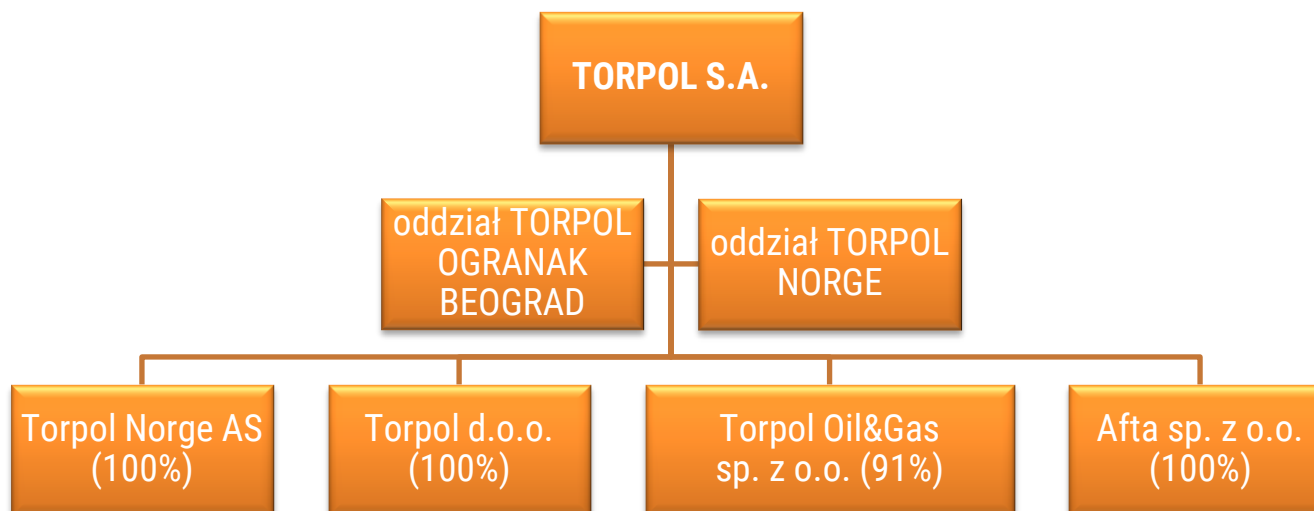 TORPOL S.A.
oddział TORPOL
OGRANAK
BEOGRAD
oddział TORPOL
NORGE
Torpol Norge AS
(100%)
Torpol d.o.o.
(100%)
Torpol Oil&Gas
sp. z o.o. (91%)
Afta sp. z o.o.
(100%)